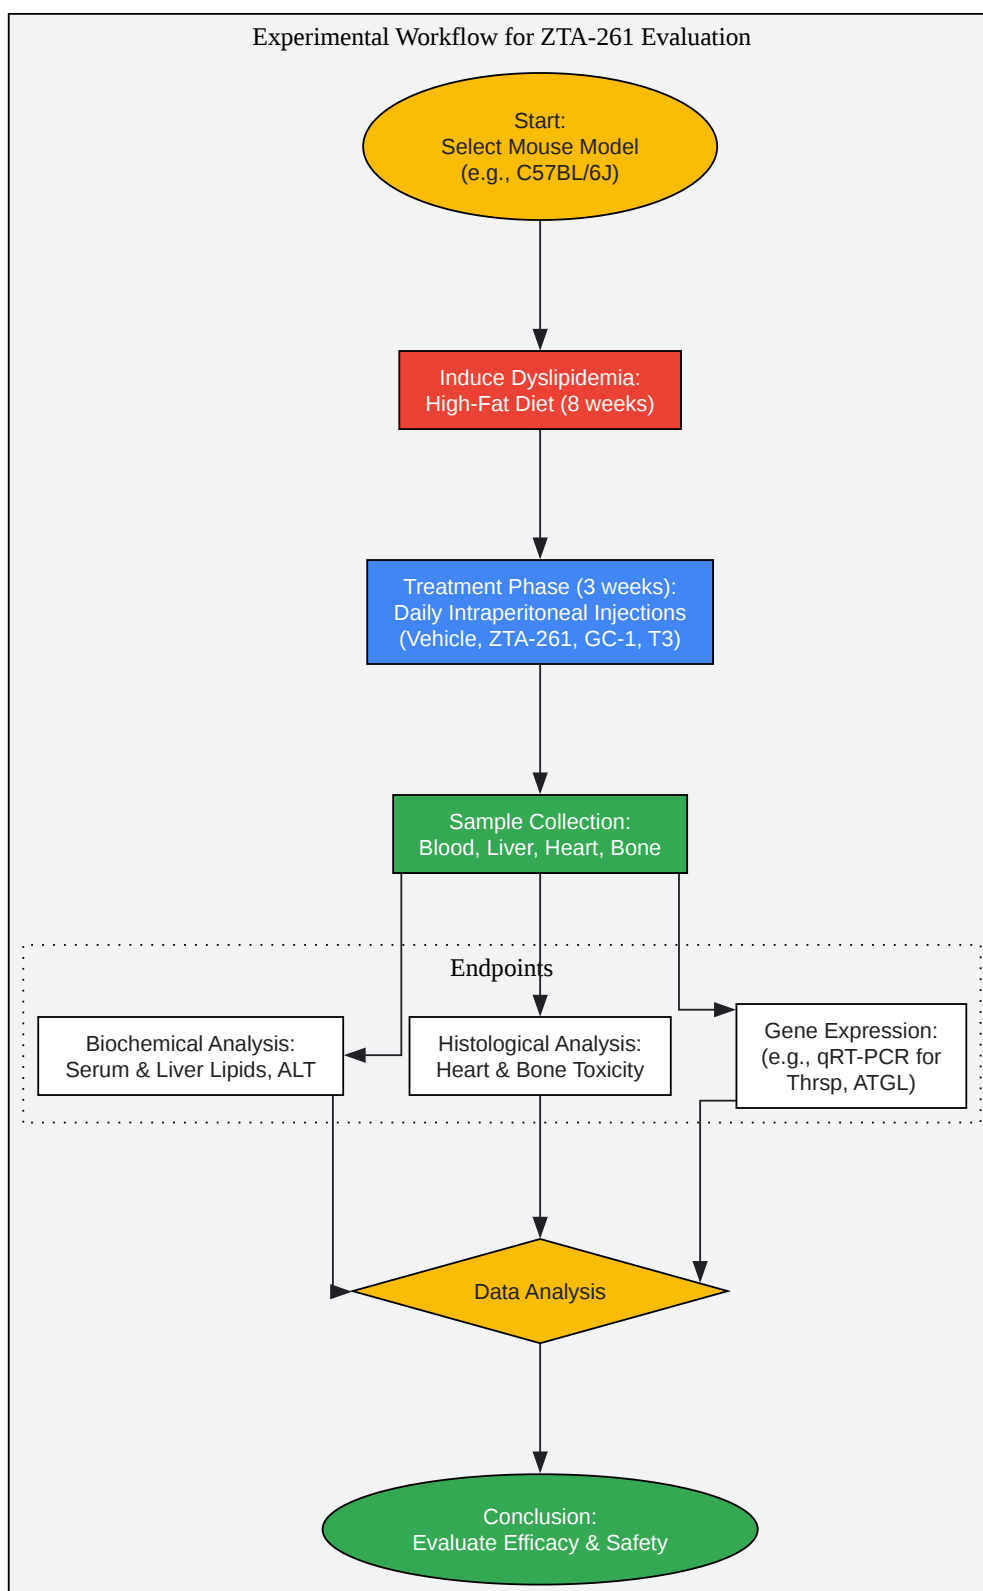 Experimental Workflow for ZTA-261 Evaluation
Start:
Select Mouse Model
(e.g., C57BL/6J)
Induce Dyslipidemia:
High-Fat Diet (8 weeks)
Treatment Phase (3 weeks):
Daily Intraperitoneal Injections
(Vehicle, ZTA-261, GC-1, T3)
Sample Collection:
Blood, Liver, Heart, Bone
Endpoints
Biochemical Analysis:
Serum & Liver Lipids, ALT
Histological Analysis:
Heart & Bone Toxicity
Gene Expression:
(e.g., qRT-PCR for
Thrsp, ATGL)
Data Analysis
Conclusion:
Evaluate Efficacy & Safety